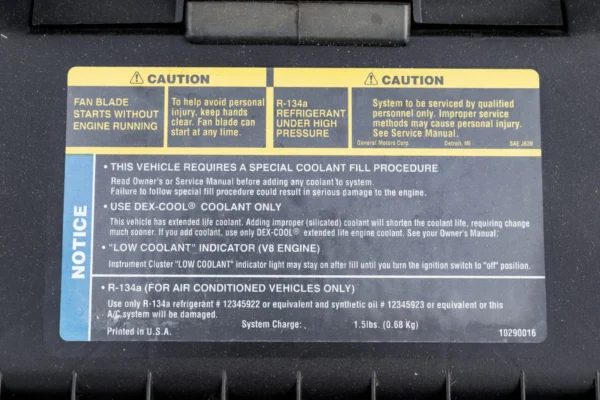 ⚠ CAUTION
FAN BLADE
STARTS WITHOUT
ENGINE RUNNING
To help avoid personal
injury, keep hands
clear. Fan blade can
start at any time.
⚠ CAUTION
R-134a
REFRIGERANT
UNDER HIGH
PRESSURE
System to be serviced by qualified
personnel only. Improper service
methods may cause personal injury.
See Service Manual.
General Motors Corp. Detroit, MI SAE J639
NOTICE
• THIS VEHICLE REQUIRES A SPECIAL COOLANT FILL PROCEDURE
Read Owner's or Service Manual before adding any coolant to system.
Failure to follow special fill procedure could result in serious damage to the engine.
• USE DEX-COOL® COOLANT ONLY
This vehicle has extended life coolant. Adding improper (silicated) coolant will shorten the coolant life, requiring change
much sooner. If you add coolant, use only DEX-COOL® extended life engine coolant. See your Owner's Manual.
• "LOW COOLANT" INDICATOR (V8 ENGINE)
Instrument Cluster "LOW COOLANT" indicator light may stay on after fill until you turn the ignition switch to "off" position.
• R-134a (FOR AIR CONDITIONED VEHICLES ONLY)
Use only R-134a refrigerant # 12345922 or equivalent and synthetic oil # 12345923 or equivalent or this
A/C system will be damaged.
System Charge: 1.5lbs. (0.68 Kg)
Printed in U.S.A. 10290016